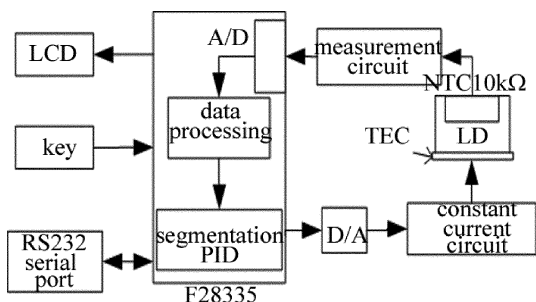 LCD
key
RS232
serial
port
A/D
data
processing
segmentation
PID
F28335
measurement
circuit
NTC10kΩ
LD
TEC
D/A
constant
current
circuit